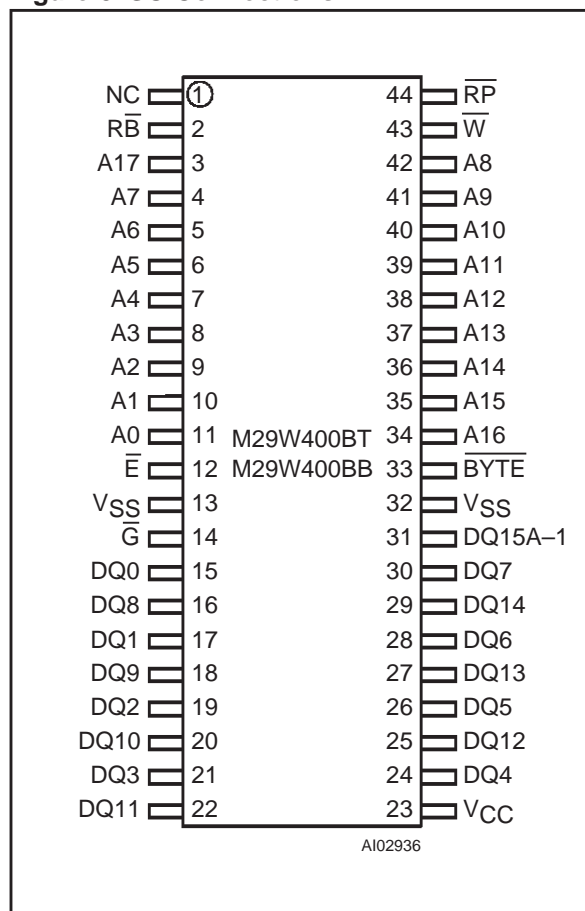 NC 1 44 R̅P̅
RB̅ 2 43 W̅
A17 3 42 A8
A7 4 41 A9
A6 5 40 A10
A5 6 39 A11
A4 7 38 A12
A3 8 37 A13
A2 9 36 A14
A1 10 35 A15
A0 11 M29W400BT 34 A16
E̅ 12 M29W400BB 33 B̅Y̅T̅E̅
VSS 13 32 VSS
G̅ 14 31 DQ15A–1
DQ0 15 30 DQ7
DQ8 16 29 DQ14
DQ1 17 28 DQ6
DQ9 18 27 DQ13
DQ2 19 26 DQ5
DQ10 20 25 DQ12
DQ3 21 24 DQ4
DQ11 22 23 VCC
AI02936